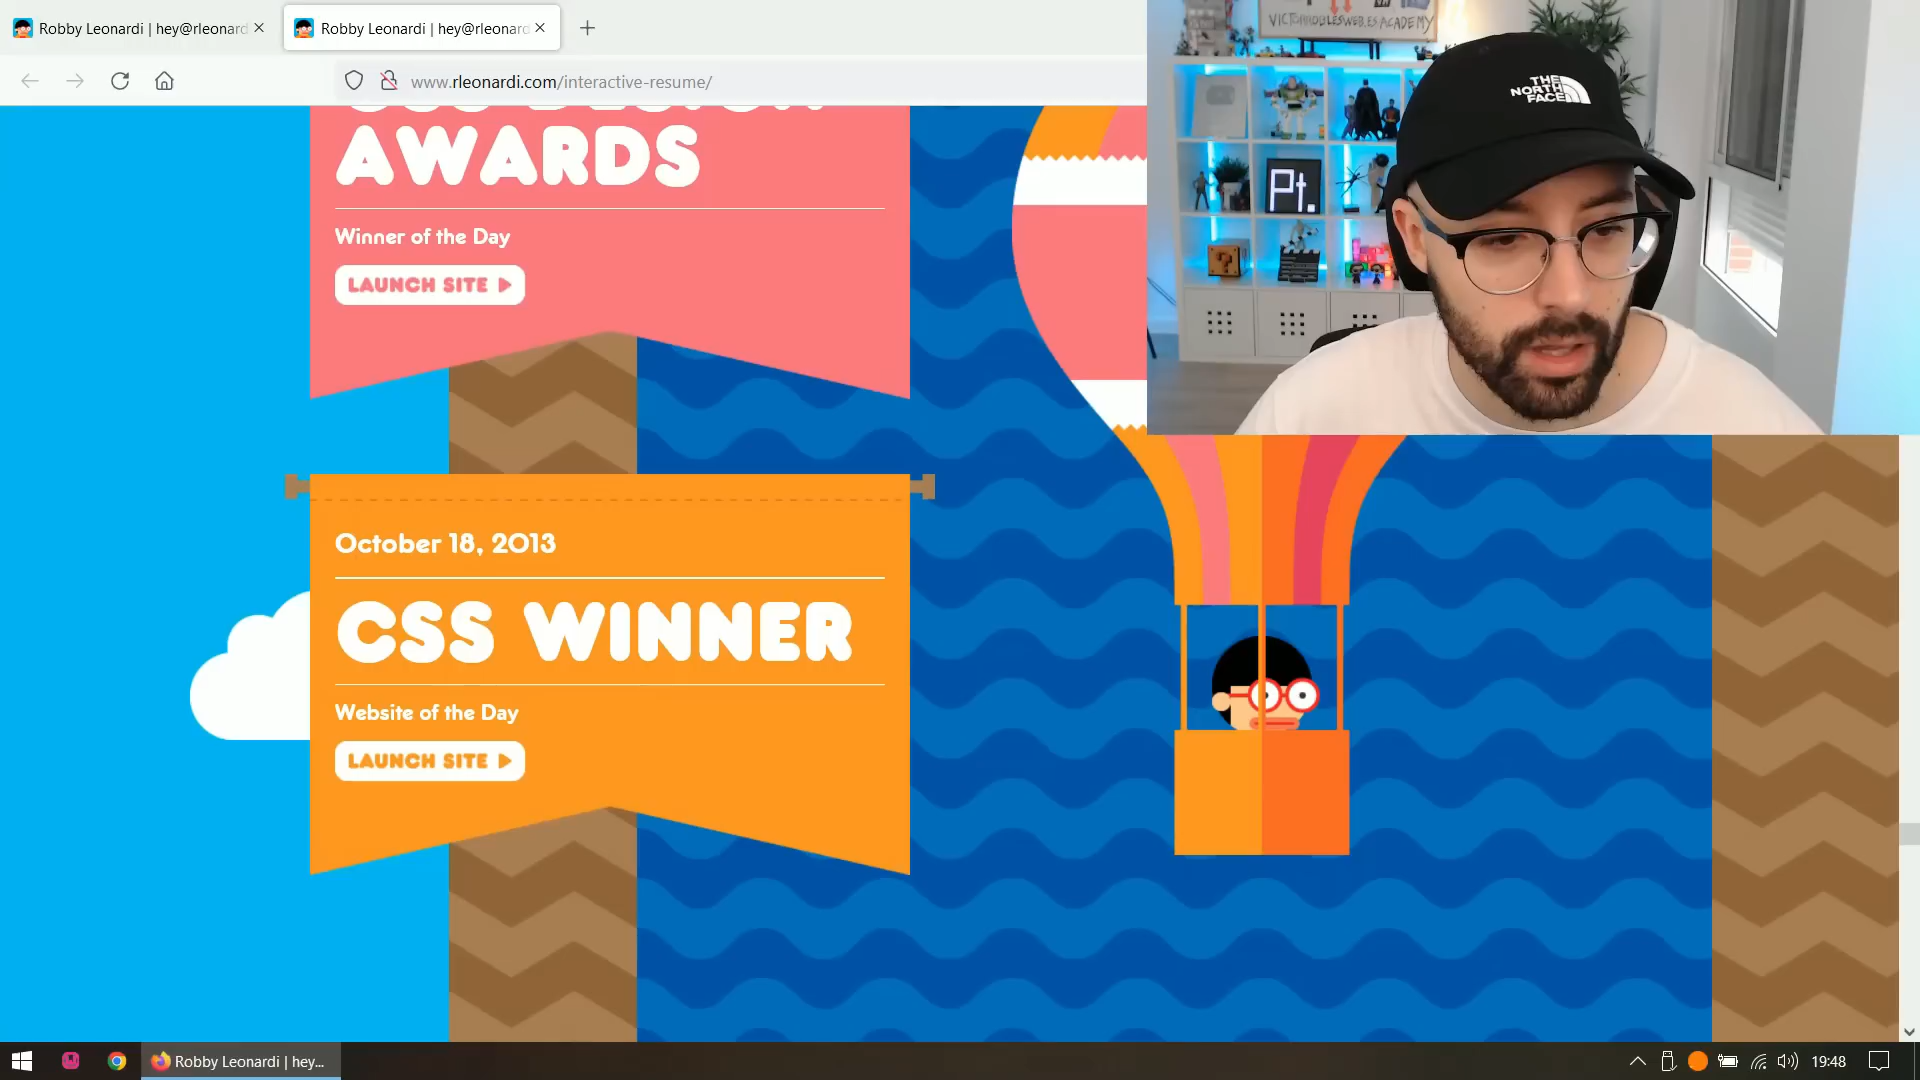 Robby Leonardi | hey@rleonard
Robby Leonardi | hey@rleonard
www.rleonardi.com/interactive-resume/
AWARDS
Winner of the Day
LAUNCH SITE
October 18, 2013
CSS WINNER
Website of the Day
LAUNCH SITE
THE
NORTH
FACE
Pt.
Robby Leonardi | hey...
19:48